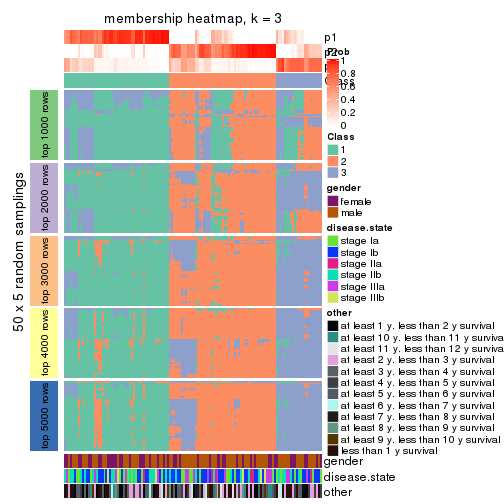 membership heatmap, k = 3
p1
p2
Prob
1
0.8
0.6
0.4
0.2
0
Class
Class
1
2
3
gender
female
male
disease.state
stage Ia
stage Ib
stage IIa
stage IIb
stage IIIa
stage IIIb
other
at least 1 y. less than 2 y survival
at least 10 y. less than 11 y surviva
at least 11 y. less than 12 y surviva
at least 2 y. less than 3 y survival
at least 3 y. less than 4 y survival
at least 4 y. less than 5 y survival
at least 5 y. less than 6 y survival
at least 6 y. less than 7 y survival
at least 7 y. less than 8 y survival
at least 8 y. less than 9 y survival
at least 9 y. less than 10 y survival
less than 1 y survival
50 x 5 random samplings
top 1000 rows
top 2000 rows
top 3000 rows
top 4000 rows
top 5000 rows
gender
disease.state
other